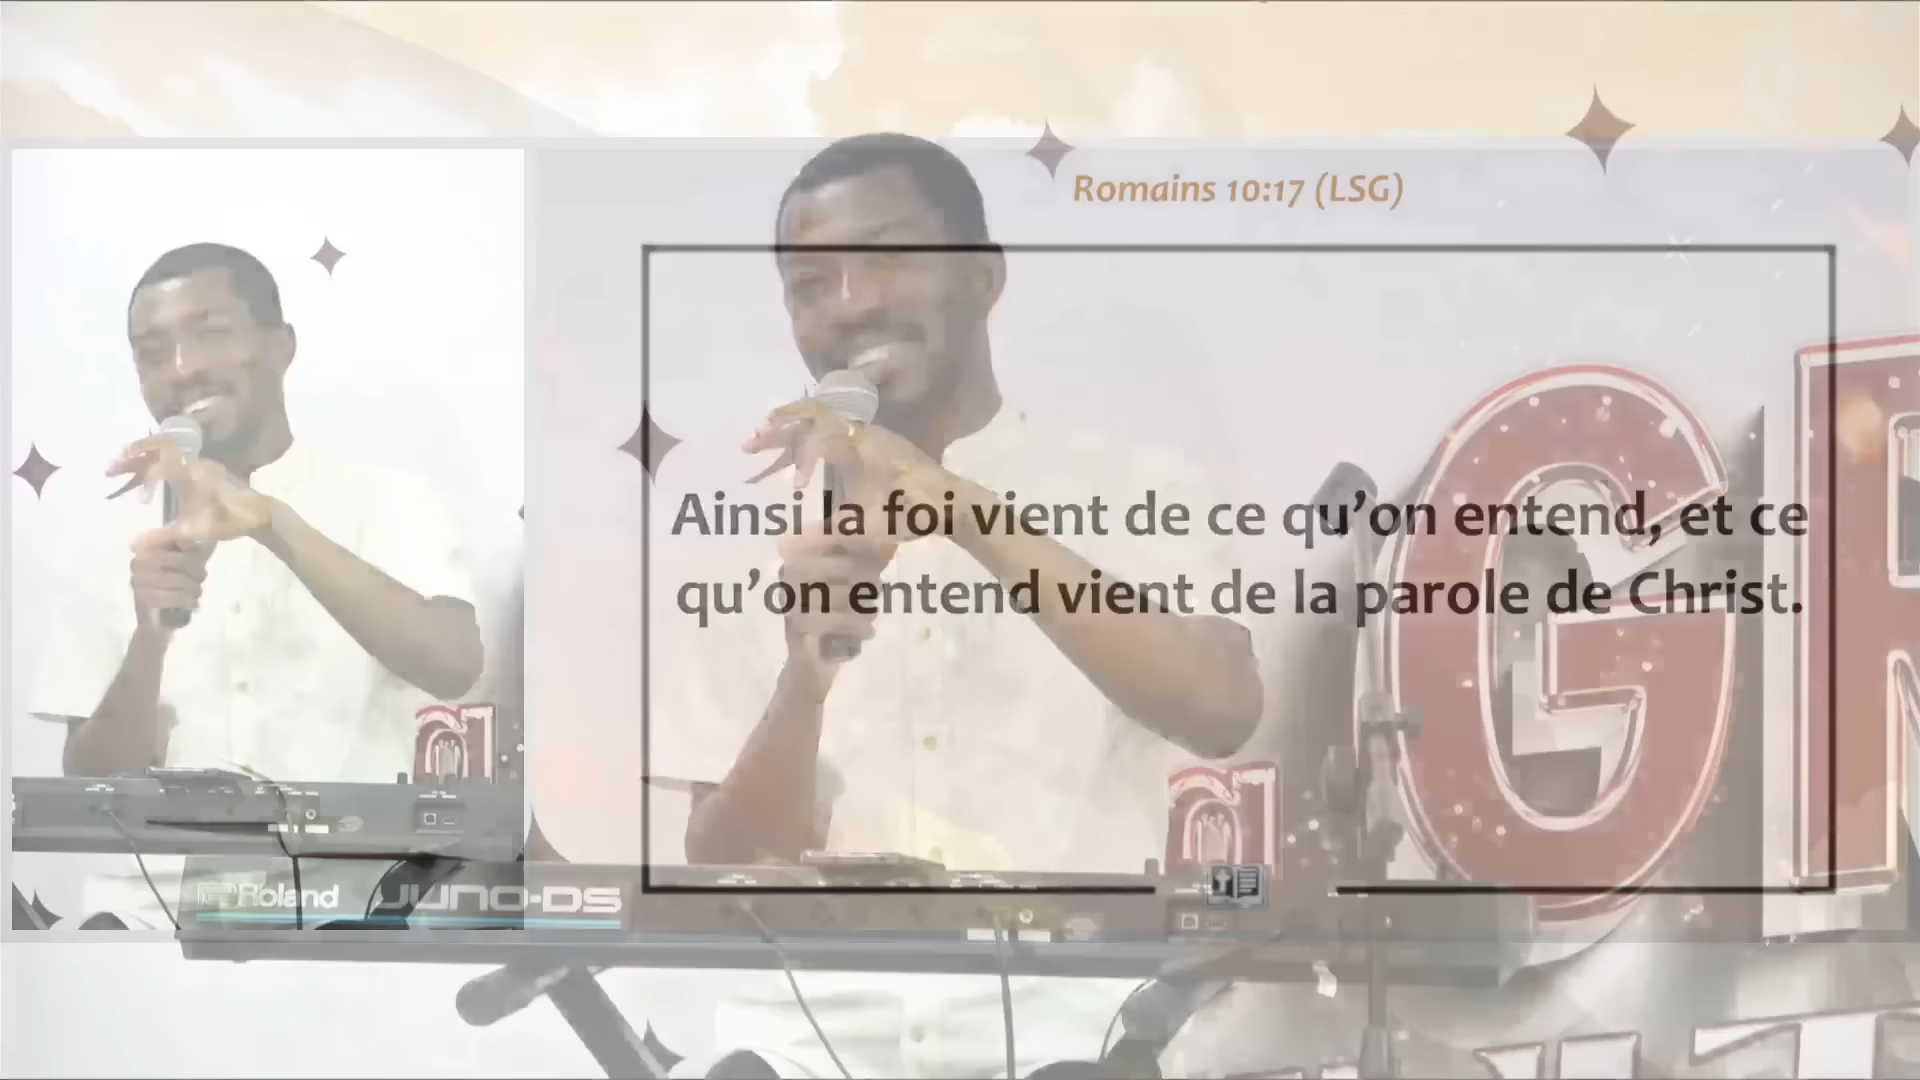 Romains 10:17 (LSG)
Ainsi la foi vient de ce qu’on entend, et ce
qu’on entend vient de la parole de Christ.
G
Roland JUNO-DS